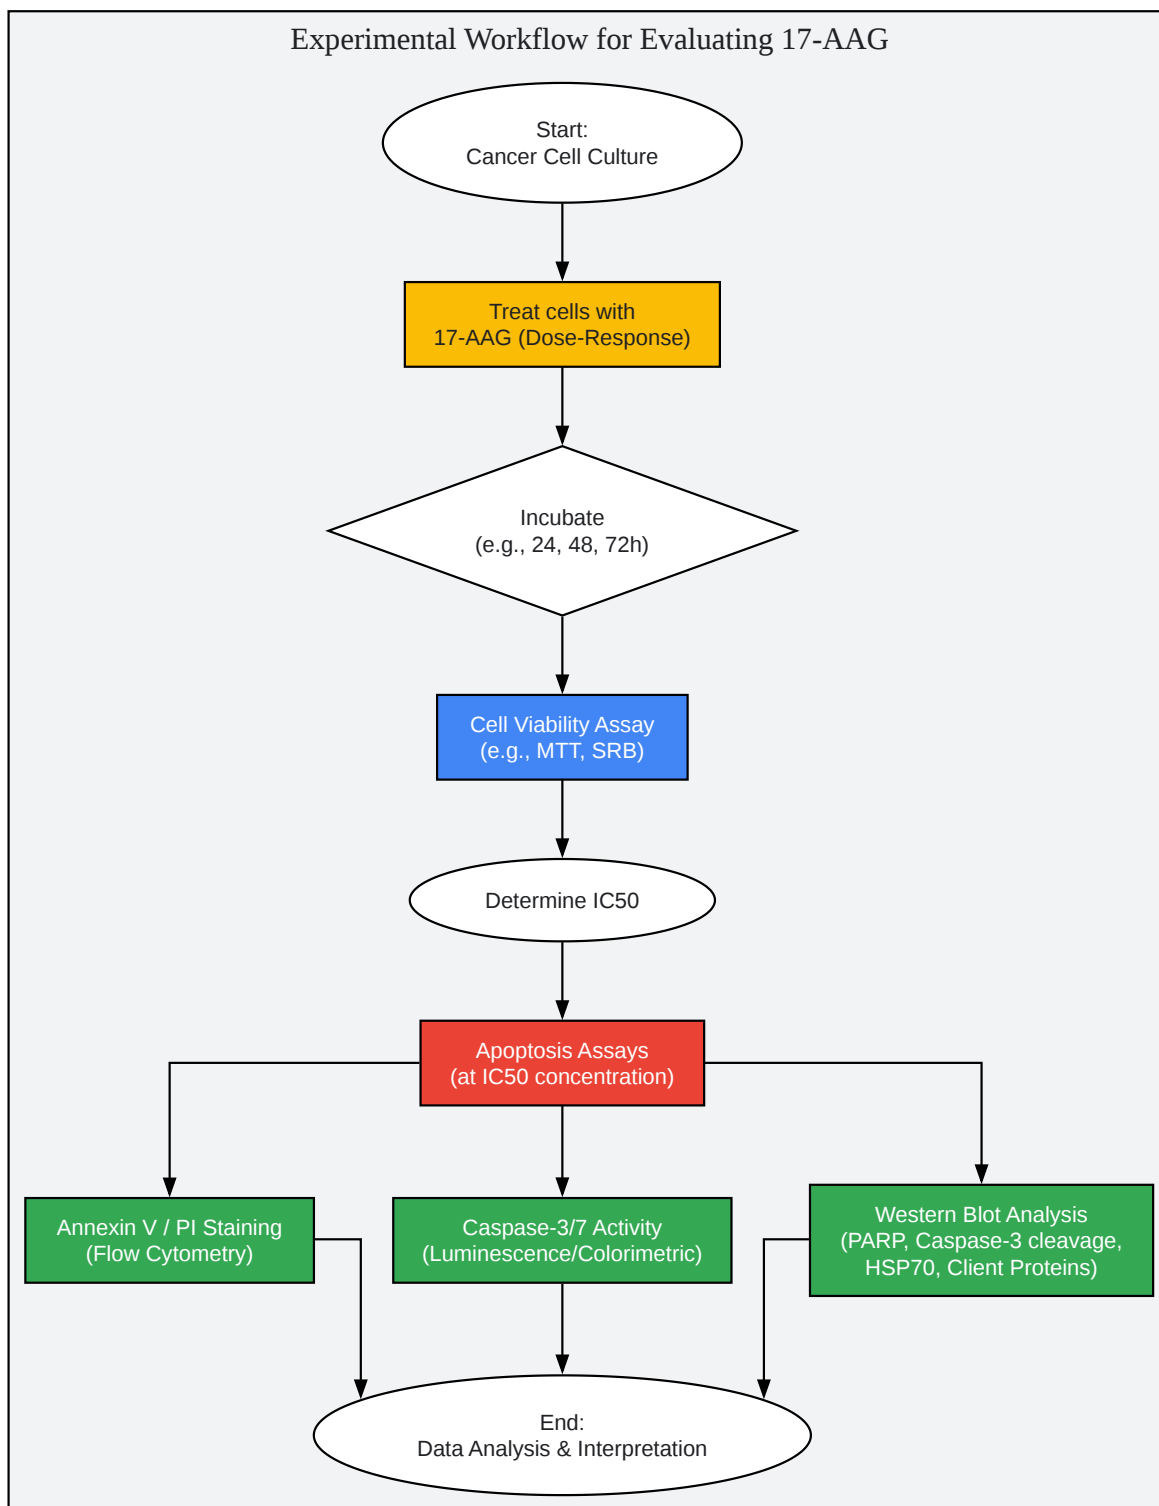 Experimental Workflow for Evaluating 17-AAG
Start:
Cancer Cell Culture
Treat cells with
17-AAG (Dose-Response)
Incubate
(e.g., 24, 48, 72h)
Cell Viability Assay
(e.g., MTT, SRB)
Determine IC50
Apoptosis Assays
(at IC50 concentration)
Annexin V / PI Staining
(Flow Cytometry)
Caspase-3/7 Activity
(Luminescence/Colorimetric)
Western Blot Analysis
(PARP, Caspase-3 cleavage,
HSP70, Client Proteins)
End:
Data Analysis & Interpretation